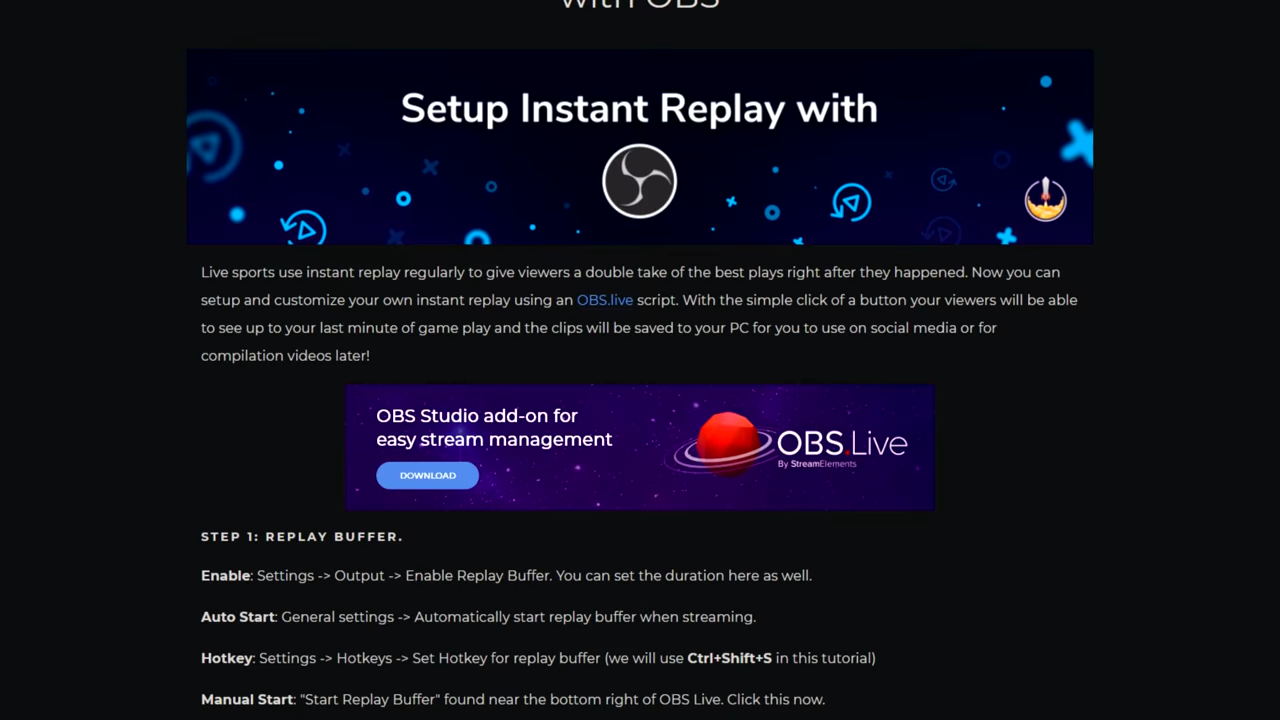 with OBS
Setup Instant Replay with
Live sports use instant replay regularly to give viewers a double take of the best plays right after they happened. Now you can
setup and customize your own instant replay using an OBS.live script. With the simple click of a button your viewers will be able
to see up to your last minute of game play and the clips will be saved to your PC for you to use on social media or for
compilation videos later!
OBS Studio add-on for
easy stream management
DOWNLOAD
OBS.Live
By StreamElements
STEP 1: REPLAY BUFFER.
Enable: Settings -> Output -> Enable Replay Buffer. You can set the duration here as well.
Auto Start: General settings -> Automatically start replay buffer when streaming.
Hotkey: Settings -> Hotkeys -> Set Hotkey for replay buffer (we will use Ctrl+Shift+S in this tutorial)
Manual Start: "Start Replay Buffer" found near the bottom right of OBS Live. Click this now.